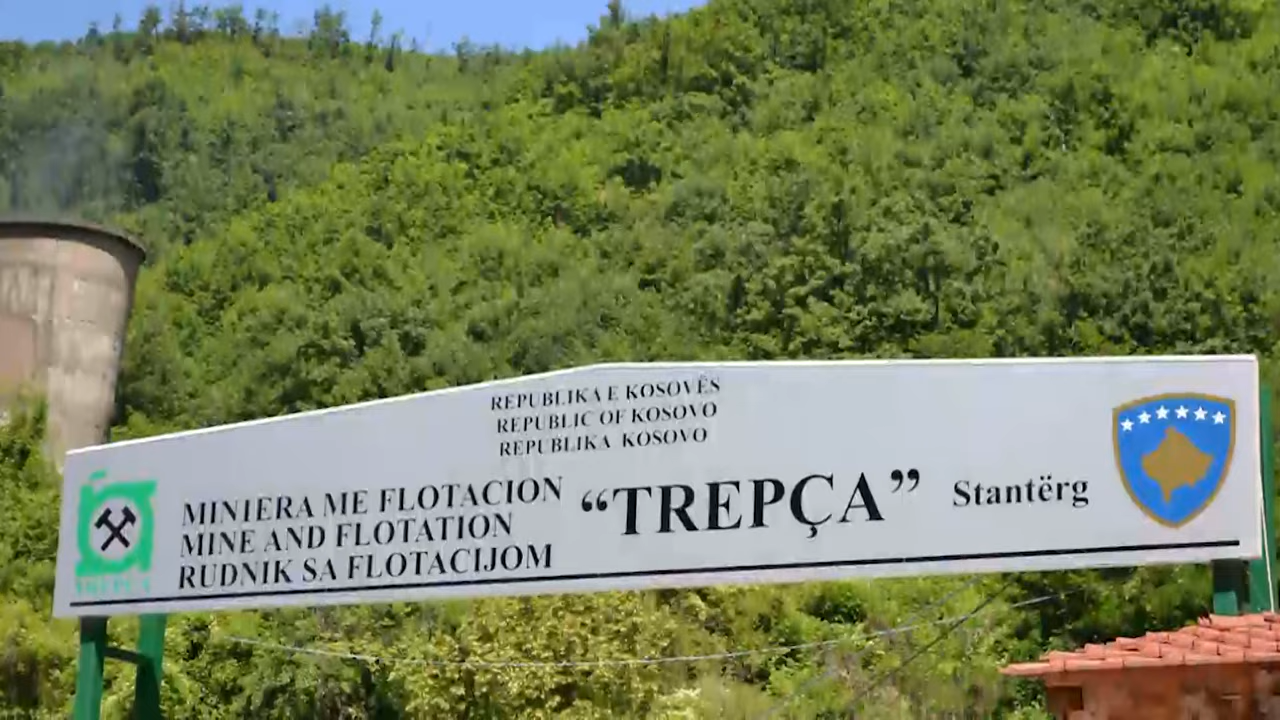 REPUBLIKA E KOSOVËS
REPUBLIC OF KOSOVO
REPUBLIKA KOSOVO
MINIERA ME FLOTACION
MINE AND FLOTATION
RUDNIK SA FLOTACIJOM
“TREPÇA”
Stantërg
TREPÇA